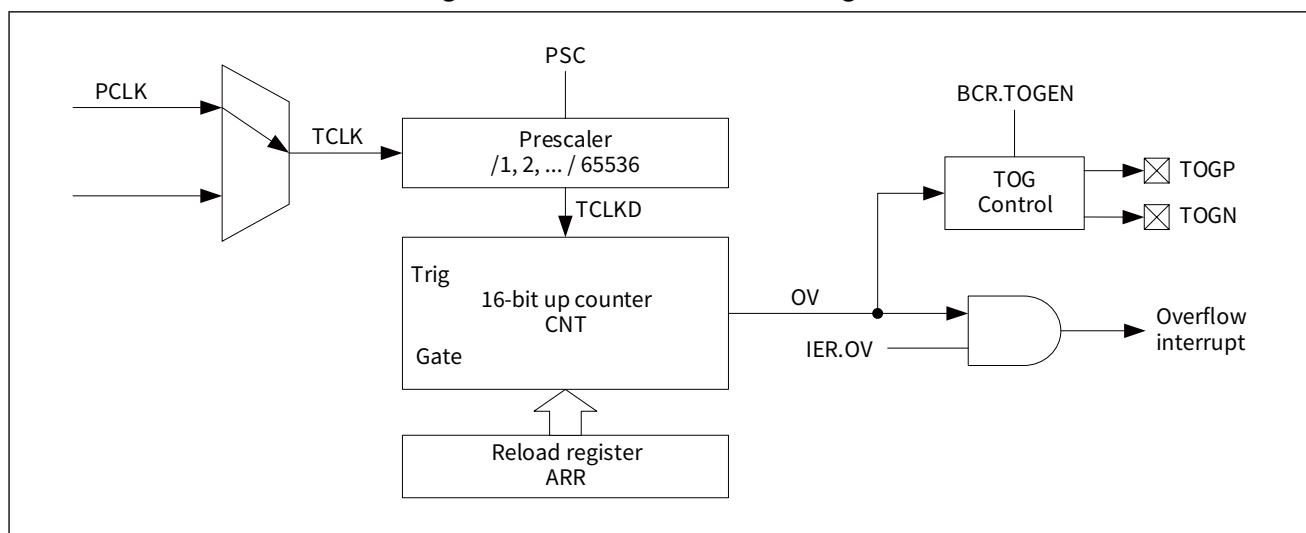 PSC
PCLK
BCR.TOGEN
TCLK
Prescaler
/1, 2, ... / 65536
TOG
Control
TOGP
TOGN
TCLKD
Trig
16-bit up counter
CNT
Gate
OV
IER.OV
Overflow
interrupt
Reload register
ARR